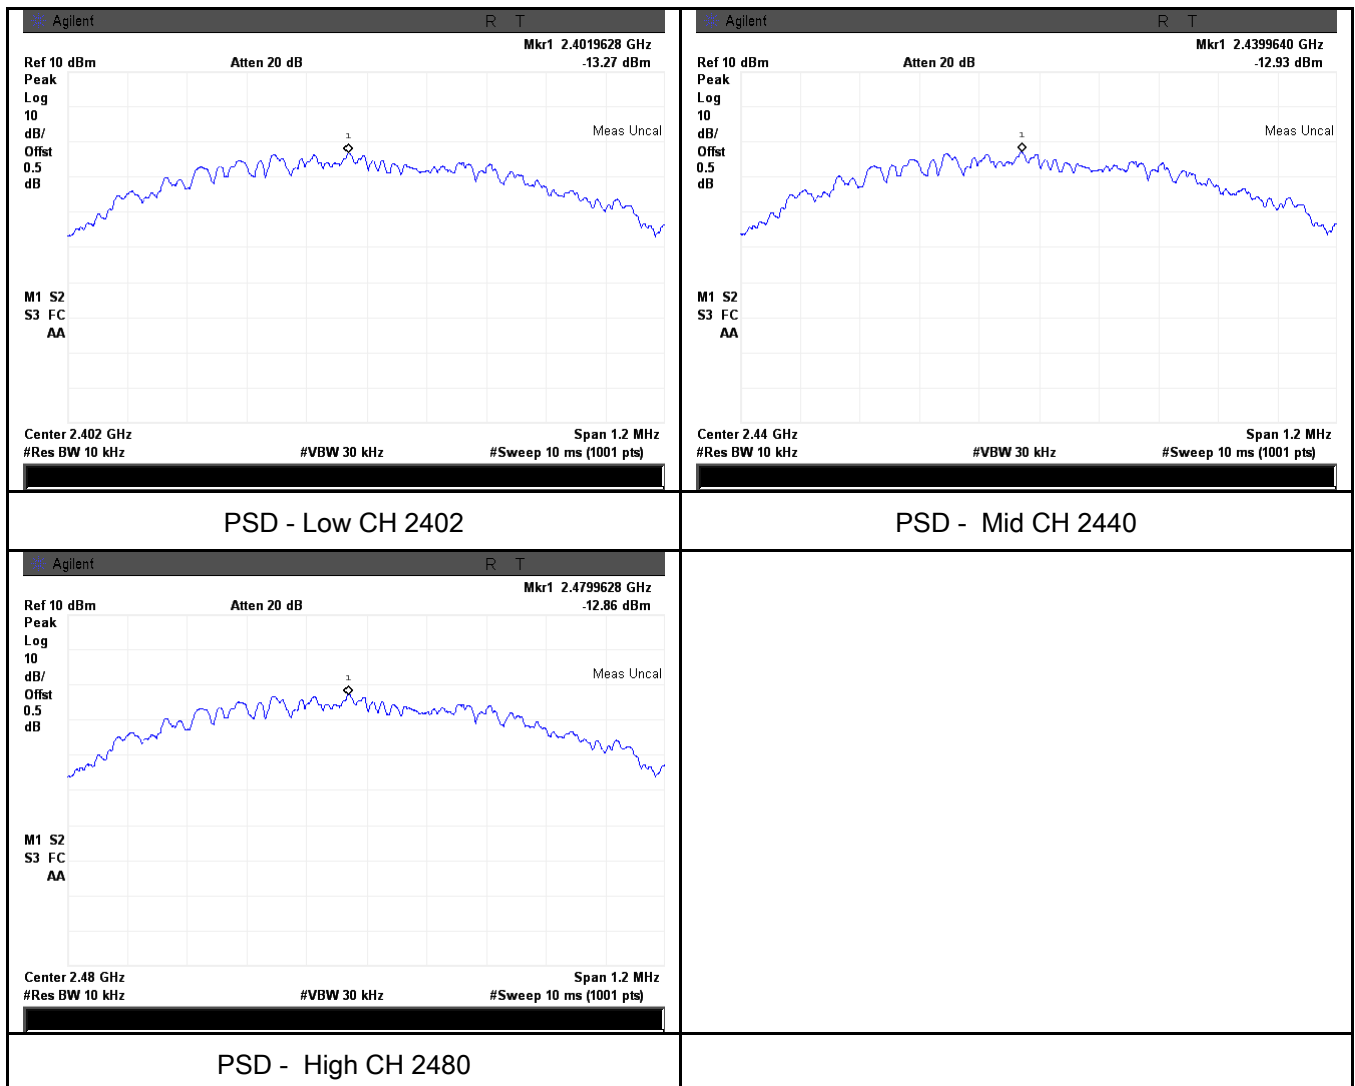 Agilent R T
Mkr1 2.4019628 GHz
Ref 10 dBm Atten 20 dB -13.27 dBm
Peak
Log
10
dB/
Offst
0.5
dB
1
Meas Uncal
M1 S2
S3 FC
AA
Center 2.402 GHz Span 1.2 MHz
#Res BW 10 kHz #VBW 30 kHz #Sweep 10 ms (1001 pts)
PSD - Low CH 2402
Agilent R T
Mkr1 2.4399640 GHz
Ref 10 dBm Atten 20 dB -12.93 dBm
Peak
Log
10
dB/
Offst
0.5
dB
1
Meas Uncal
M1 S2
S3 FC
AA
Center 2.44 GHz Span 1.2 MHz
#Res BW 10 kHz #VBW 30 kHz #Sweep 10 ms (1001 pts)
PSD - Mid CH 2440
Agilent R T
Mkr1 2.4799628 GHz
Ref 10 dBm Atten 20 dB -12.86 dBm
Peak
Log
10
dB/
Offst
0.5
dB
1
Meas Uncal
M1 S2
S3 FC
AA
Center 2.48 GHz Span 1.2 MHz
#Res BW 10 kHz #VBW 30 kHz #Sweep 10 ms (1001 pts)
PSD - High CH 2480